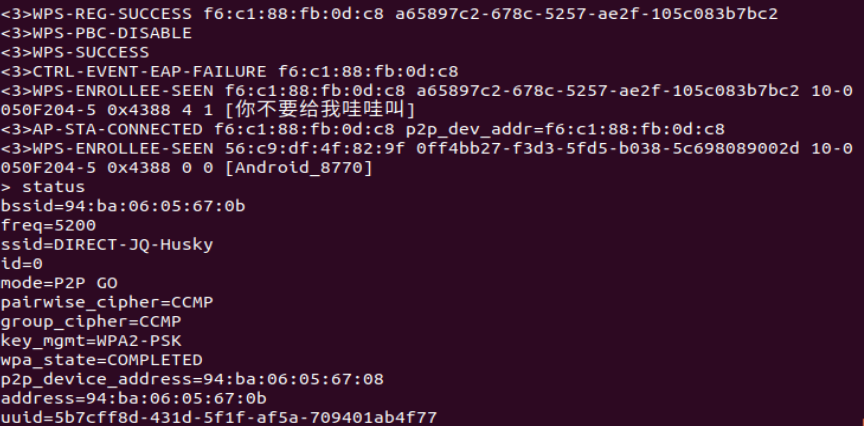 <3>WPS-REG-SUCCESS f6:c1:88:fb:0d:c8 a65897c2-678c-5257-ae2f-105c083b7bc2
<3>WPS-PBC-DISABLE
<3>WPS-SUCCESS
<3>CTRL-EVENT-EAP-FAILURE f6:c1:88:fb:0d:c8
<3>WPS-ENROLLEE-SEEN f6:c1:88:fb:0d:c8 a65897c2-678c-5257-ae2f-105c083b7bc2 10-0
050F204-5 0x4388 4 1 [你不要给我哇哇叫]
<3>AP-STA-CONNECTED f6:c1:88:fb:0d:c8 p2p_dev_addr=f6:c1:88:fb:0d:c8
<3>WPS-ENROLLEE-SEEN 56:c9:df:4f:82:9f 0ff4bb27-f3d3-5fd5-b038-5c698089002d 10-0
050F204-5 0x4388 0 0 [Android_8770]
> status
bssid=94:ba:06:05:67:0b
freq=5200
ssid=DIRECT-JQ-Husky
id=0
mode=P2P GO
pairwise_cipher=CCMP
group_cipher=CCMP
key_mgmt=WPA2-PSK
wpa_state=COMPLETED
p2p_device_address=94:ba:06:05:67:08
address=94:ba:06:05:67:0b
uuid=5b7cff8d-431d-5f1f-af5a-709401ab4f77